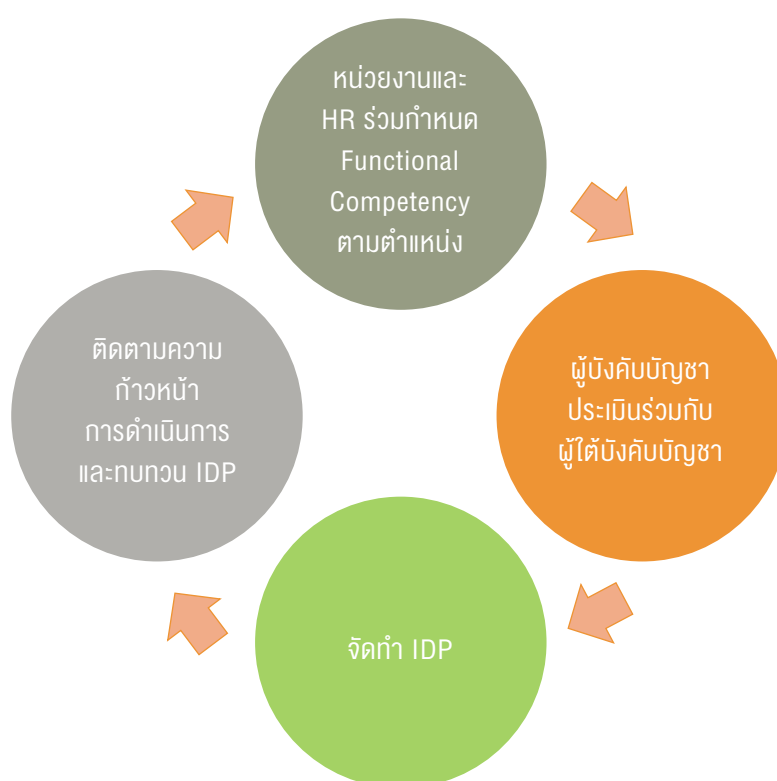 หน่วยงานและ
HR ร่วมกำหนด
Functional
Competency
ตามตำแหน่ง
ผู้บังคับบัญชา
ประเมินร่วมกับ
ผู้ใต้บังคับบัญชา
จัดทำ IDP
ติดตามความ
ก้าวหน้า
การดำเนินการ
และทบทวน IDP